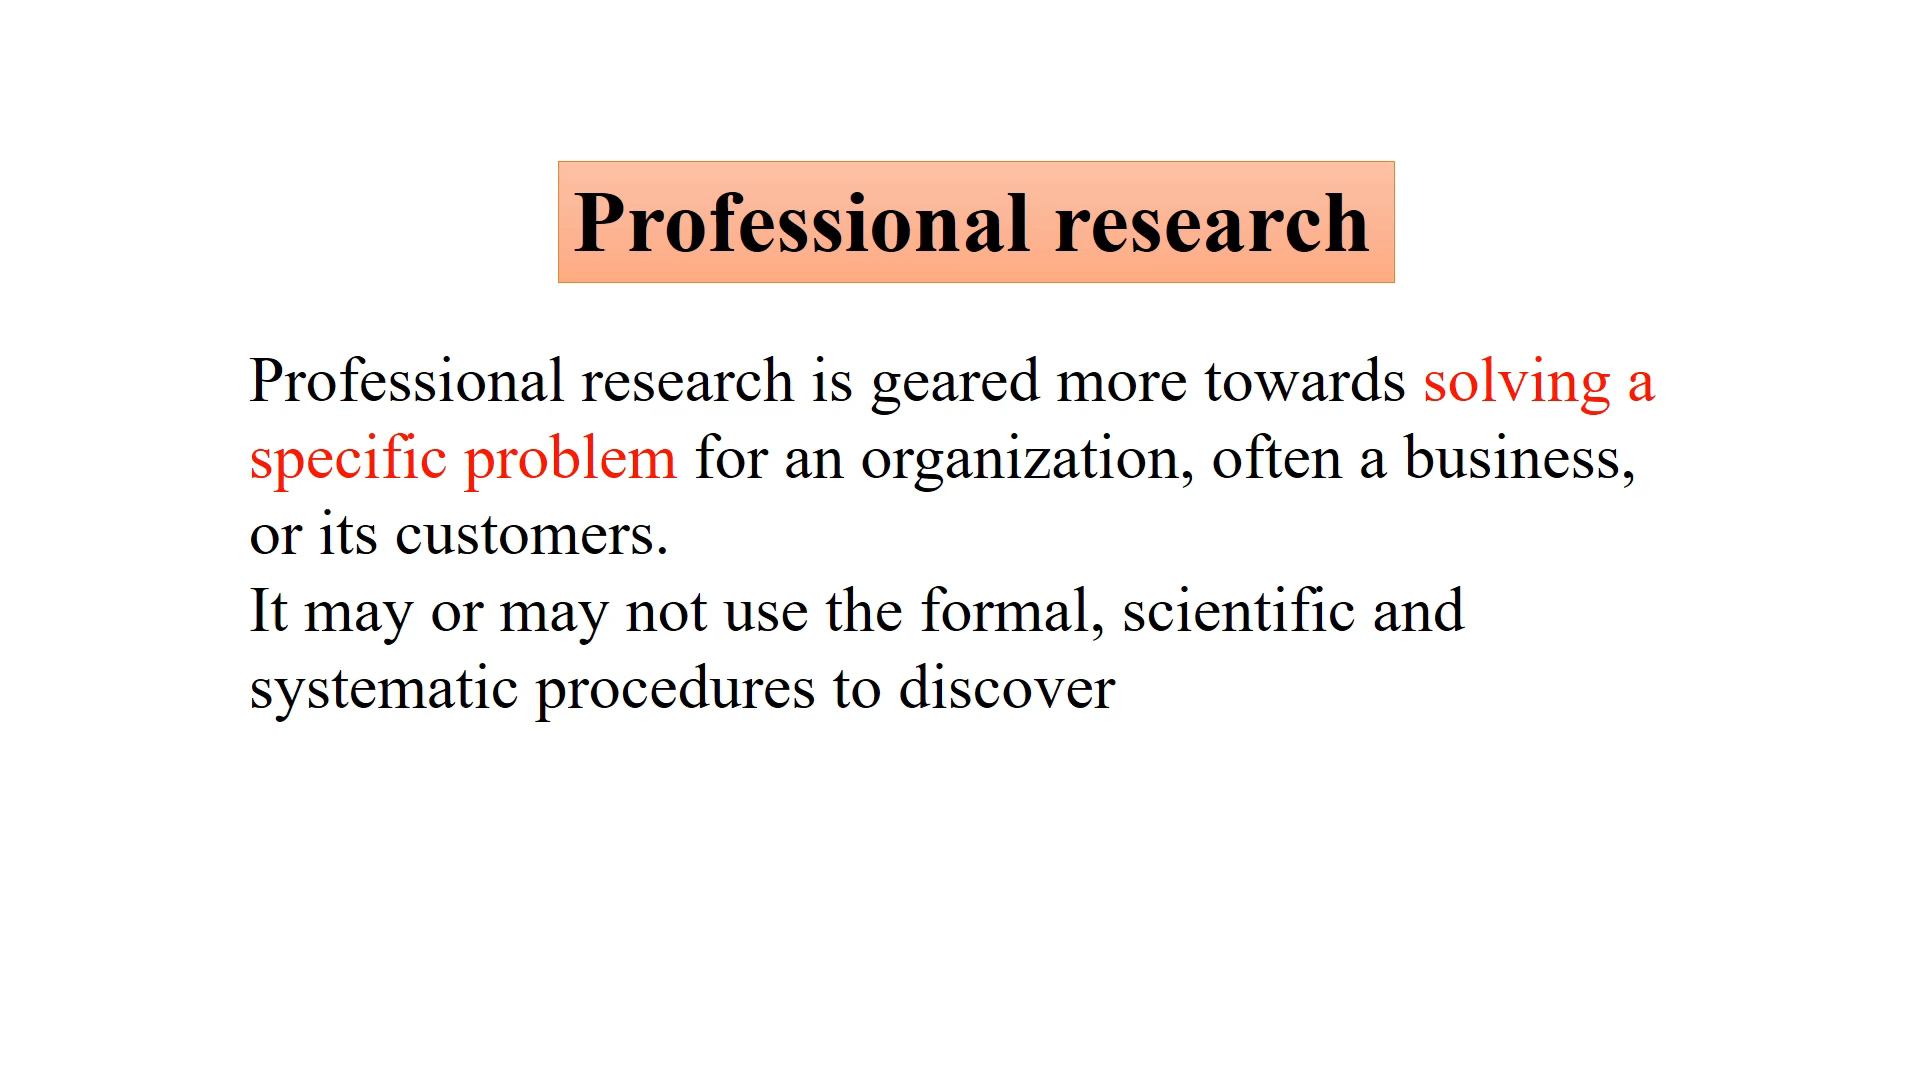 Professional research
Professional research is geared more towards solving a
specific problem for an organization, often a business,
or its customers.
It may or may not use the formal, scientific and
systematic procedures to discover